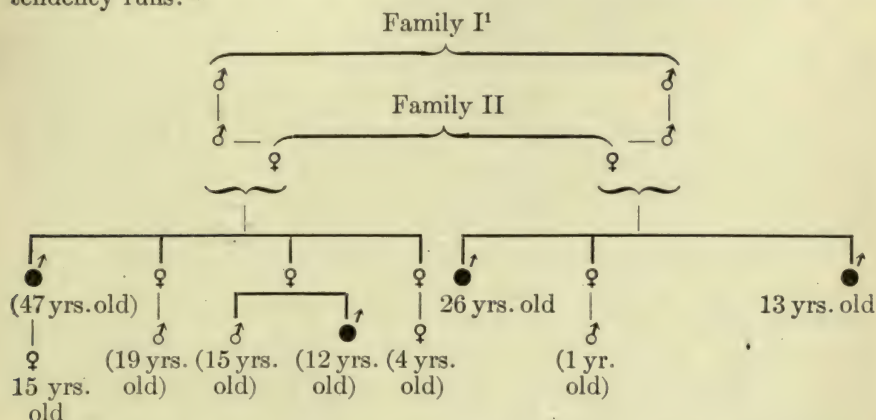 tendency runs.
Family I¹
♂ ♂
Family II
♂ ♂
♀ ♀
♂ ♀ ♀ ♀ ♂ ♀ ♂
(47 yrs. old) 26 yrs. old 13 yrs. old
♀ ♂ ♂ ♂ ♀ ♂
(19 yrs. (15 yrs. (12 yrs. (4 yrs. (1 yr.
15 yrs. old) old) old) old) old)
old